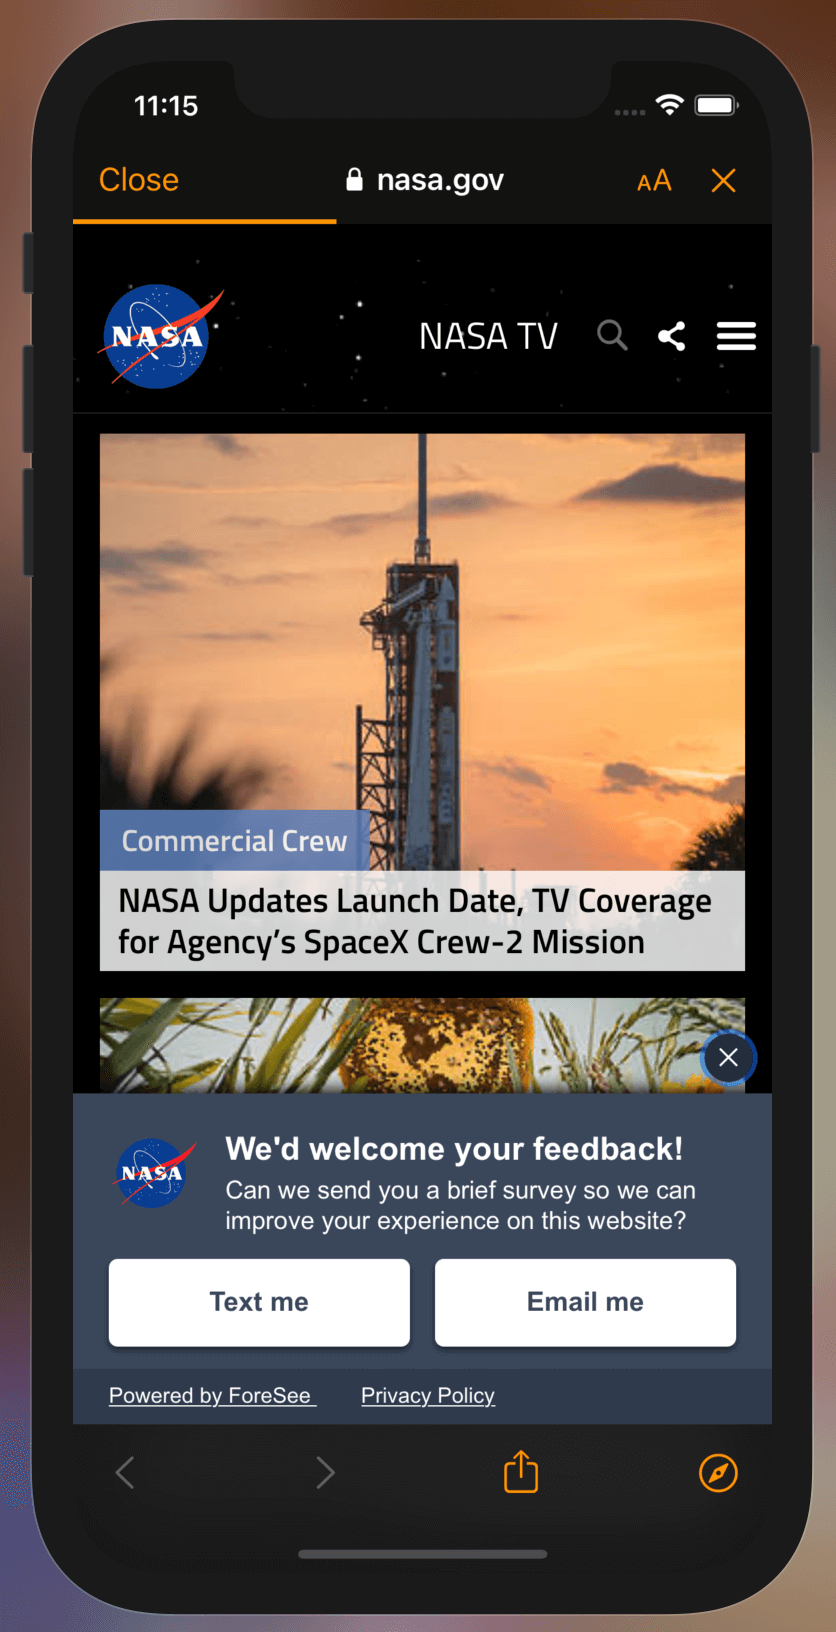 11:15
Close
nasa.gov
AA
NASA
NASA TV
Commercial Crew
NASA Updates Launch Date, TV Coverage
for Agency’s SpaceX Crew-2 Mission
NASA
We'd welcome your feedback!
Can we send you a brief survey so we can
improve your experience on this website?
Text me
Email me
Powered by ForeSee
Privacy Policy